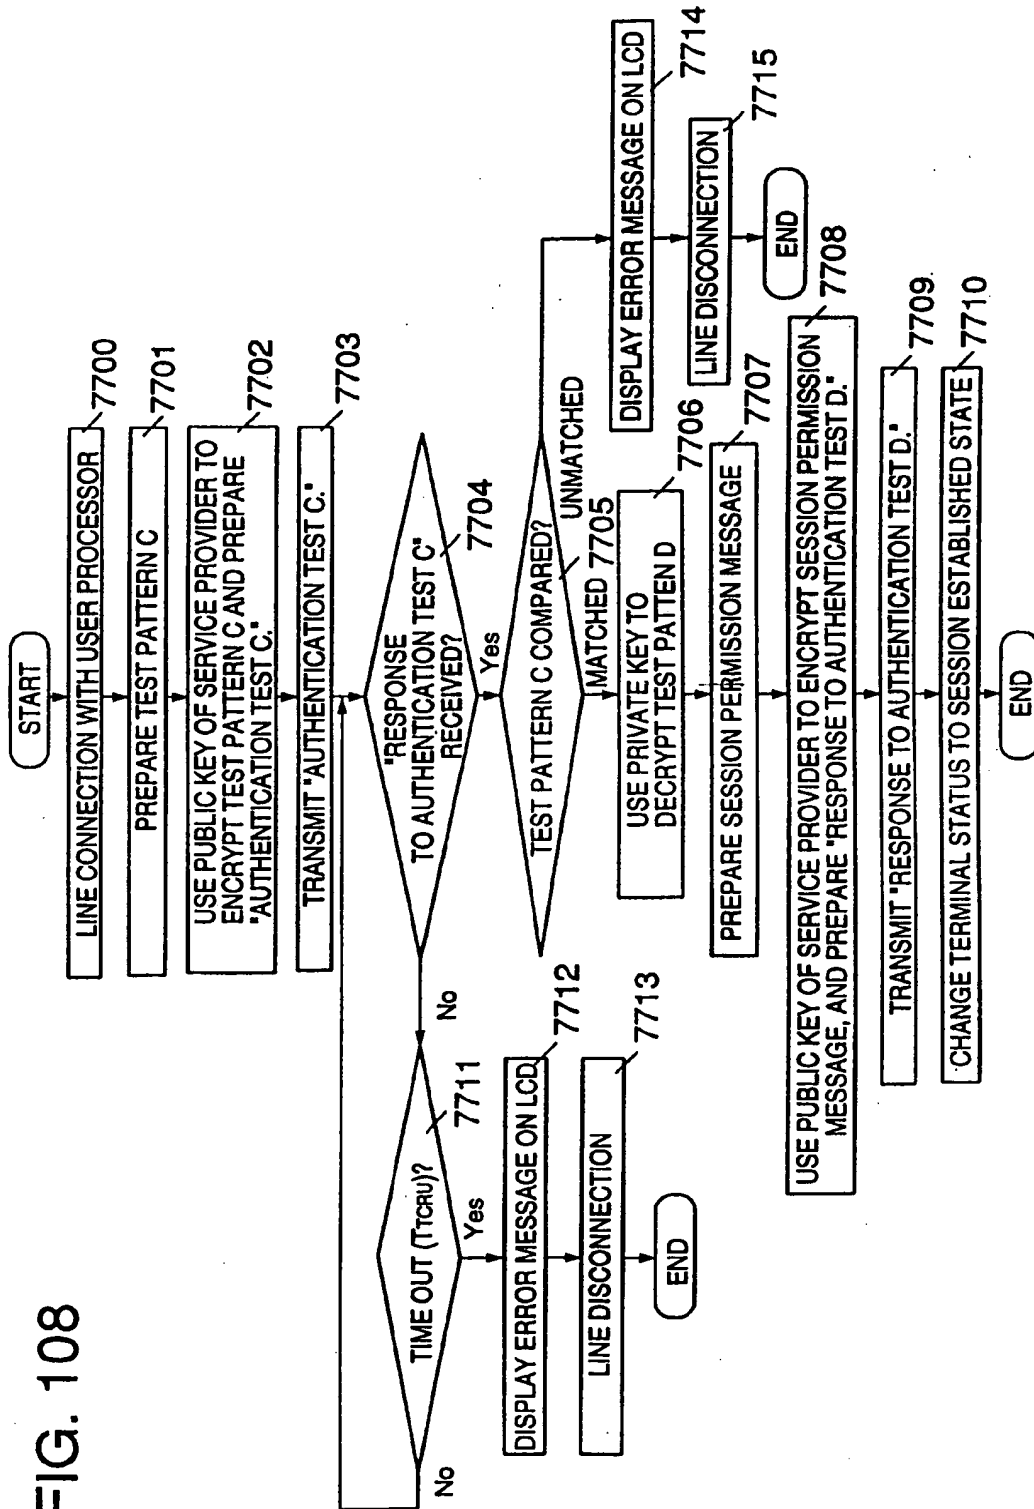 FIG. 108
START
LINE CONNECTION WITH USER PROCESSOR
7700
PREPARE TEST PATTERN C
7701
USE PUBLIC KEY OF SERVICE PROVIDER TO
ENCRYPT TEST PATTERN C AND PREPARE
"AUTHENTICATION TEST C."
7702
TRANSMIT "AUTHENTICATION TEST C."
7703
"RESPONSE
TO AUTHENTICATION TEST C"
RECEIVED?
7704
No
Yes
TIME OUT (TTCRU)?
7711
No
Yes
DISPLAY ERROR MESSAGE ON LCD
7712
LINE DISCONNECTION
7713
END
TEST PATTERN C COMPARED?
7705
MATCHED
UNMATCHED
USE PRIVATE KEY TO
DECRYPT TEST PATTEN D
7706
PREPARE SESSION PERMISSION MESSAGE
7707
USE PUBLIC KEY OF SERVICE PROVIDER TO ENCRYPT SESSION PERMISSION
MESSAGE, AND PREPARE "RESPONSE TO AUTHENTICATION TEST D."
7708
TRANSMIT "RESPONSE TO AUTHENTICATION TEST D."
7709
CHANGE TERMINAL STATUS TO SESSION ESTABLISHED STATE
7710
END
DISPLAY ERROR MESSAGE ON LCD
7714
LINE DISCONNECTION
7715
END